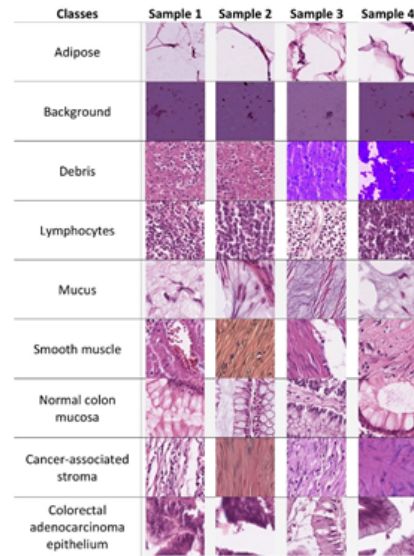 Classes Sample 1 Sample 2 Sample 3 Sample 4
Adipose
Background
Debris
Lymphocytes
Mucus
Smooth muscle
Normal colon
mucosa
Cancer-associated
stroma
Colorectal
adenocarcinoma
epithelium